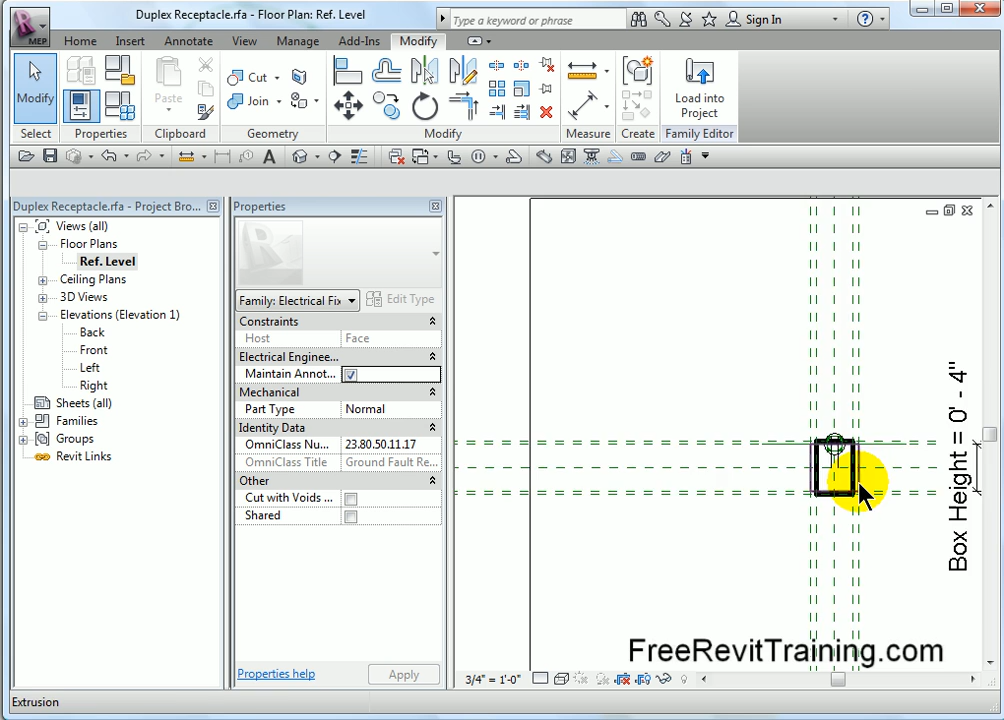 Duplex Receptacle.rfa - Floor Plan: Ref. Level
Type a keyword or phrase
Sign In
MEP
Home Insert Annotate View Manage Add-Ins Modify
Modify
Paste
Cut
Join
Load into
Project
Select Properties Clipboard Geometry Modify Measure Create Family Editor
Duplex Receptacle.rfa - Project Bro...
Views (all)
Floor Plans
Ref. Level
Ceiling Plans
3D Views
Elevations (Elevation 1)
Back
Front
Left
Right
Sheets (all)
Families
Groups
Revit Links
Properties
Family: Electrical Fix
Edit Type
Constraints
Host Face
Electrical Enginee...
Maintain Annot...
Mechanical
Part Type Normal
Identity Data
OmniClass Nu... 23.80.50.11.17
OmniClass Title Ground Fault Re...
Other
Cut with Voids ...
Shared
Properties help
Apply
Box Height = 0' - 4"
FreeRevitTraining.com
3/4" = 1'-0"
Extrusion